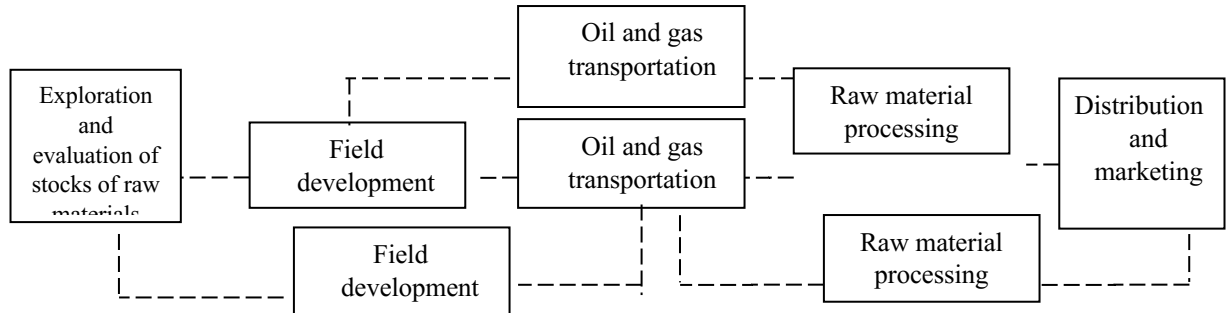 Exploration
and
evaluation of
stocks of raw
materials
Field
development
Field
development
Oil and gas
transportation
Oil and gas
transportation
Raw material
processing
Raw material
processing
Distribution
and
marketing